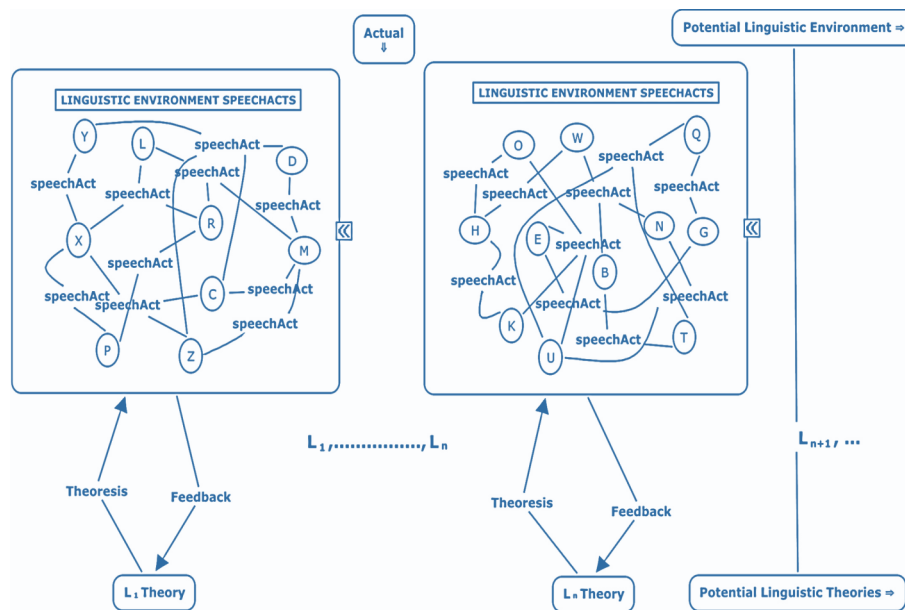 Actual
⇓
Potential Linguistic Environment ⇒
LINGUISTIC ENVIRONMENT SPEECHACTS
Y
L
speechAct
D
speechAct
speechAct
speechAct
speechAct
R
X
M
speechAct
speechAct
speechAct
C
speechAct
speechAct
P
Z
LINGUISTIC ENVIRONMENT SPEECHACTS
O
W
Q
speechAct
speechAct
speechAct
speechAct
speechAct
H
E
N
G
speechAct
B
speechAct
speechAct
speechAct
K
speechAct
T
U
L1,................, Ln
Ln+1, ...
Theoresis
Feedback
Theoresis
Feedback
L1 Theory
Ln Theory
Potential Linguistic Theories ⇒